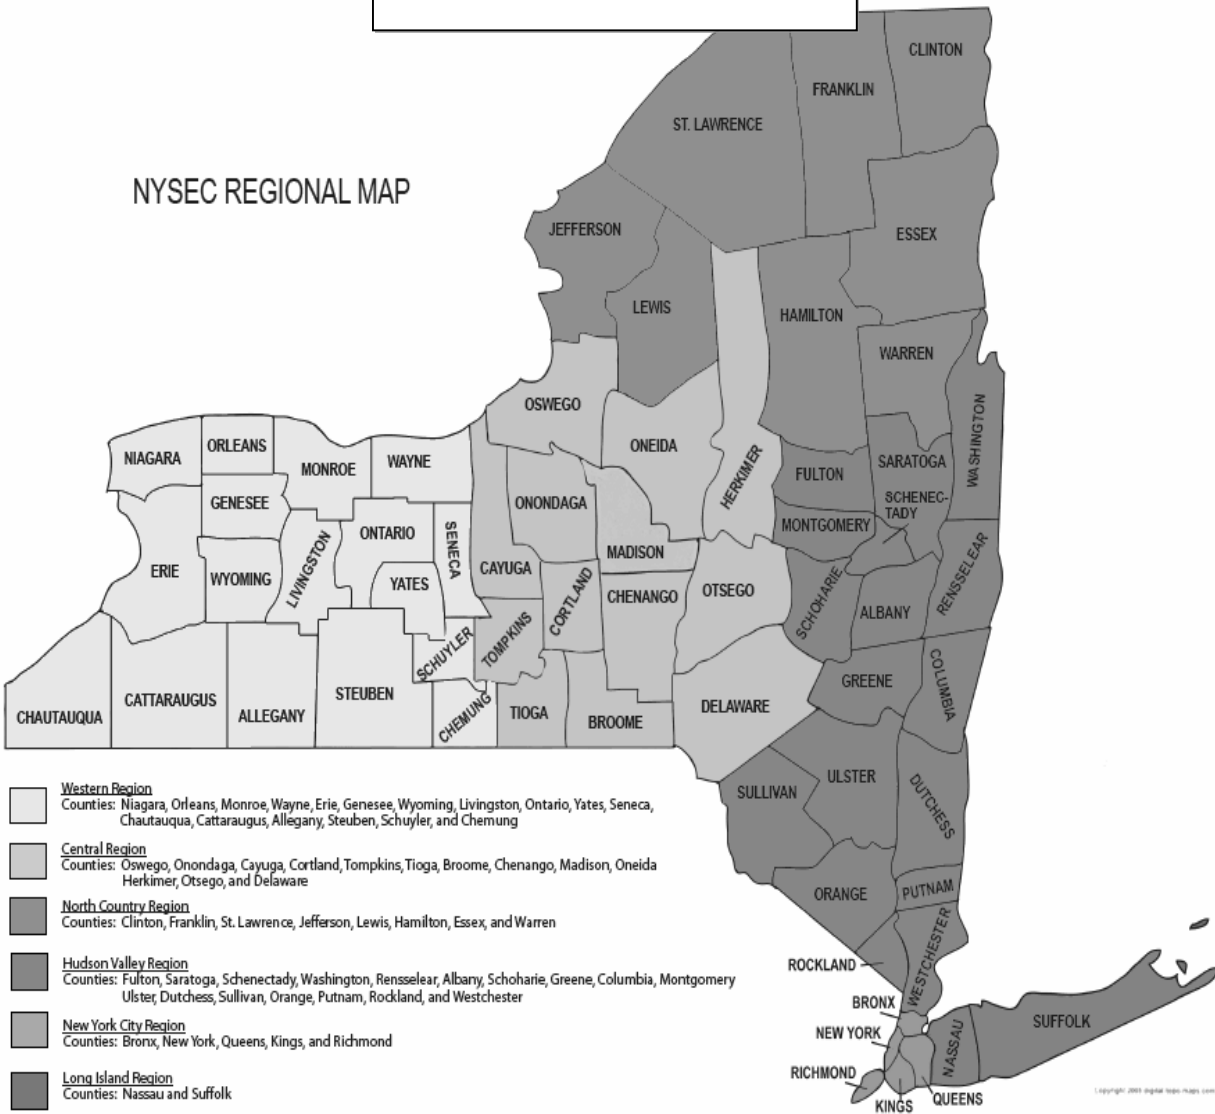 CLINTON
FRANKLIN
ST. LAWRENCE
NYSEC REGIONAL MAP
JEFFERSON
ESSEX
LEWIS
HAMILTON
WARREN
OSWEGO
WASHINGTON
ORLEANS
ONEIDA
NIAGARA
MONROE
WAYNE
HERKIMER
FULTON
SARATOGA
GENESEE
ONONDAGA
SCHENEC-
TADY
MONTGOMERY
ONTARIO
SENECA
MADISON
ERIE
WYOMING
LIVINGSTON
YATES
CAYUGA
CORTLAND
CHENANGO
OTSEGO
SCHOHARIE
ALBANY
RENSSELEAR
SCHUYLER
TOMPKINS
GREENE
COLUMBIA
CHAUTAUQUA
CATTARAUGUS
ALLEGANY
STEUBEN
CHEMUNG
TIOGA
BROOME
DELAWARE
ULSTER
SULLIVAN
DUTCHESS
ORANGE
PUTNAM
WESTCHESTER
ROCKLAND
BRONX
NEW YORK
NASSAU
SUFFOLK
RICHMOND
KINGS
QUEENS
Western Region
Counties: Niagara, Orleans, Monroe, Wayne, Erie, Genesee, Wyoming, Livingston, Ontario, Yates, Seneca,
Chautauqua, Cattaraugus, Allegany, Steuben, Schuyler, and Chemung
Central Region
Counties: Oswego, Onondaga, Cayuga, Cortland, Tompkins, Tioga, Broome, Chenango, Madison, Oneida
Herkimer, Otsego, and Delaware
North Country Region
Counties: Clinton, Franklin, St. Lawrence, Jefferson, Lewis, Hamilton, Essex, and Warren
Hudson Valley Region
Counties: Fulton, Saratoga, Schenectady, Washington, Rensselear, Albany, Schoharie, Greene, Columbia, Montgomery
Ulster, Dutchess, Sullivan, Orange, Putnam, Rockland, and Westchester
New York City Region
Counties: Bronx, New York, Queens, Kings, and Richmond
Long Island Region
Counties: Nassau and Suffolk